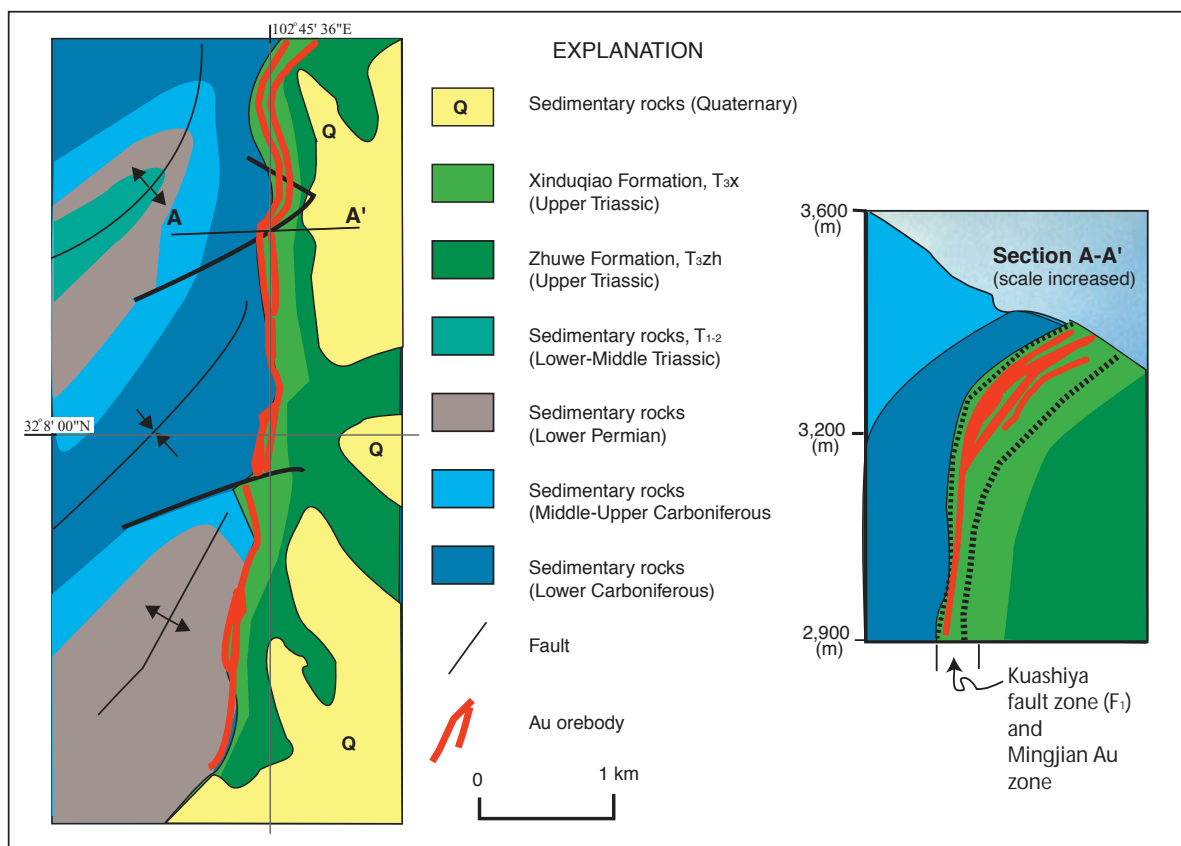 102°45' 36"E
Q
A
A'
32°8' 00"N
Q
Q
EXPLANATION
Q
Sedimentary rocks (Quaternary)
Xinduqiao Formation, T3x
(Upper Triassic)
Zhuwe Formation, T3zh
(Upper Triassic)
Sedimentary rocks, T1-2
(Lower-Middle Triassic)
Sedimentary rocks
(Lower Permian)
Sedimentary rocks
(Middle-Upper Carboniferous
Sedimentary rocks
(Lower Carboniferous)
Fault
Au orebody
0 1 km
3,600
(m)
Section A-A'
(scale increased)
3,200
(m)
2,900
(m)
Kuashiya
fault zone (F1)
and
Mingjian Au
zone